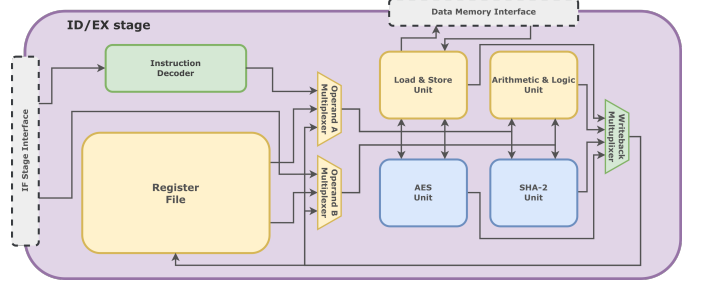 Data Memory Interface
ID/EX stage
Instruction
Decoder
IF Stage Interface
Operand A
Multiplexer
Load & Store
Unit
Arithmetic & Logic
Unit
Writeback
Multuplixer
Register
File
Operand B
Multiplexer
AES
Unit
SHA-2
Unit